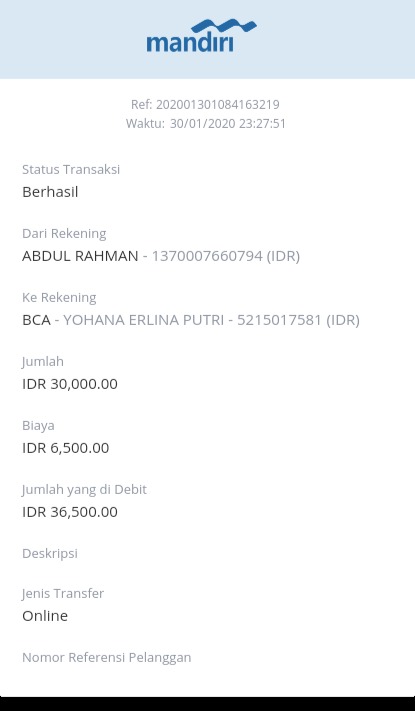 mandiri
Ref: 202001301084163219
Waktu: 30/01/2020 23:27:51
Status Transaksi
Berhasil
Dari Rekening
ABDUL RAHMAN - 1370007660794 (IDR)
Ke Rekening
BCA - YOHANA ERLINA PUTRI - 5215017581 (IDR)
Jumlah
IDR 30,000.00
Biaya
IDR 6,500.00
Jumlah yang di Debit
IDR 36,500.00
Deskripsi
Jenis Transfer
Online
Nomor Referensi Pelanggan